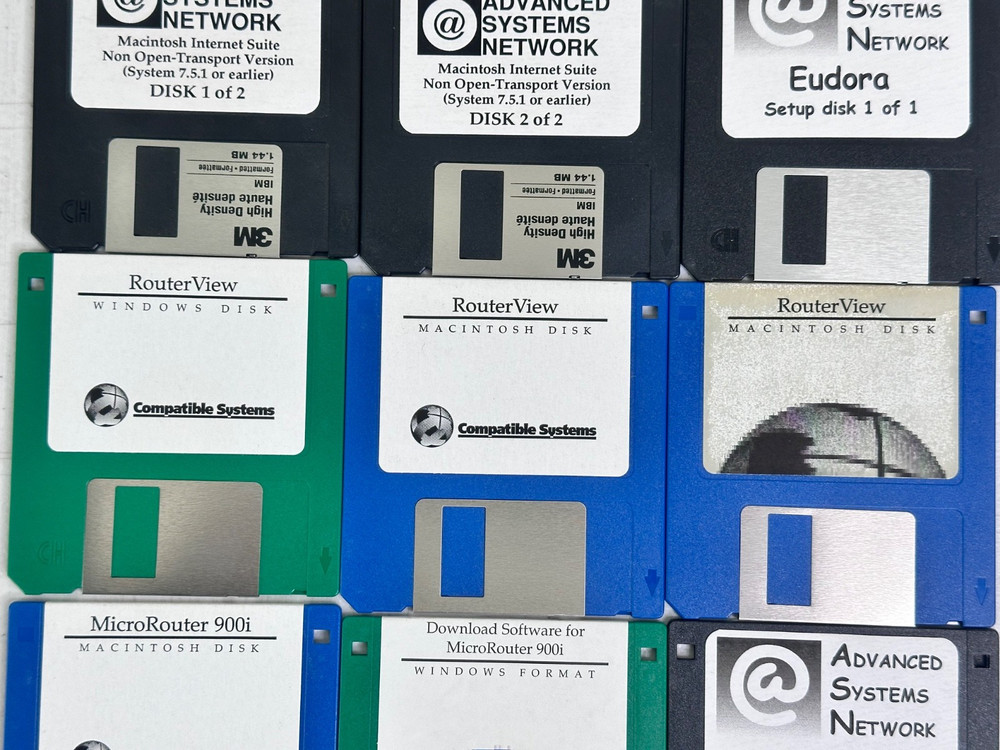 SYSTEMS
NETWORK
Macintosh Internet Suite
Non Open-Transport Version
(System 7.5.1 or earlier)
DISK 1 of 2
1.44 MB
Formatted • Formattée
IBM
High Density
Haute densité
3M
ADVANCED
SYSTEMS
NETWORK
Macintosh Internet Suite
Non Open-Transport Version
(System 7.5.1 or earlier)
DISK 2 of 2
1.44 MB
Formatted • Formattée
IBM
High Density
Haute densité
3M
SYSTEMS
NETWORK
Eudora
Setup disk 1 of 1
RouterView
WINDOWS DISK
Compatible Systems
RouterView
MACINTOSH DISK
Compatible Systems
RouterView
MACINTOSH DISK
MicroRouter 900i
MACINTOSH DISK
Download Software for
MicroRouter 900i
WINDOWS FORMAT
ADVANCED
SYSTEMS
NETWORK